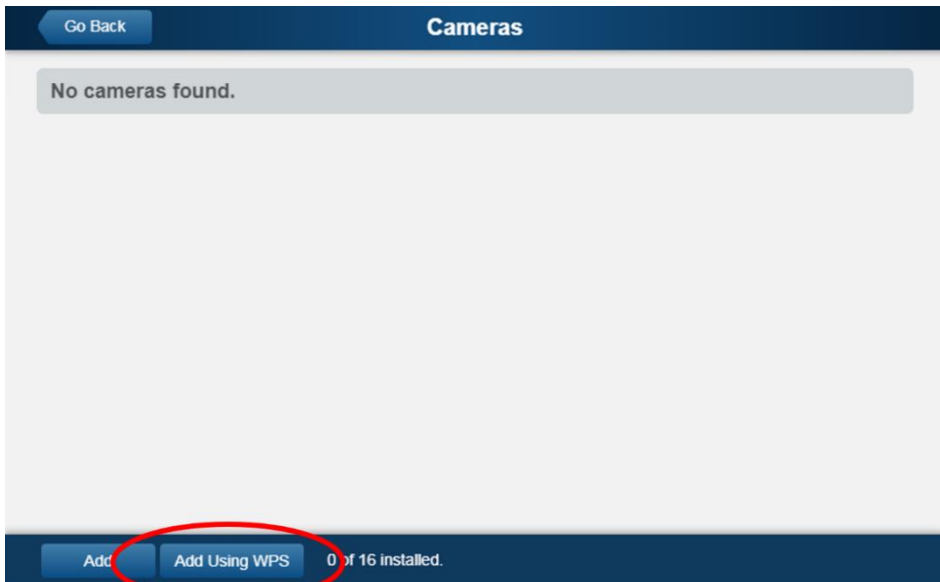 Go Back
Cameras
No cameras found.
Add
Add Using WPS
0 of 16 installed.